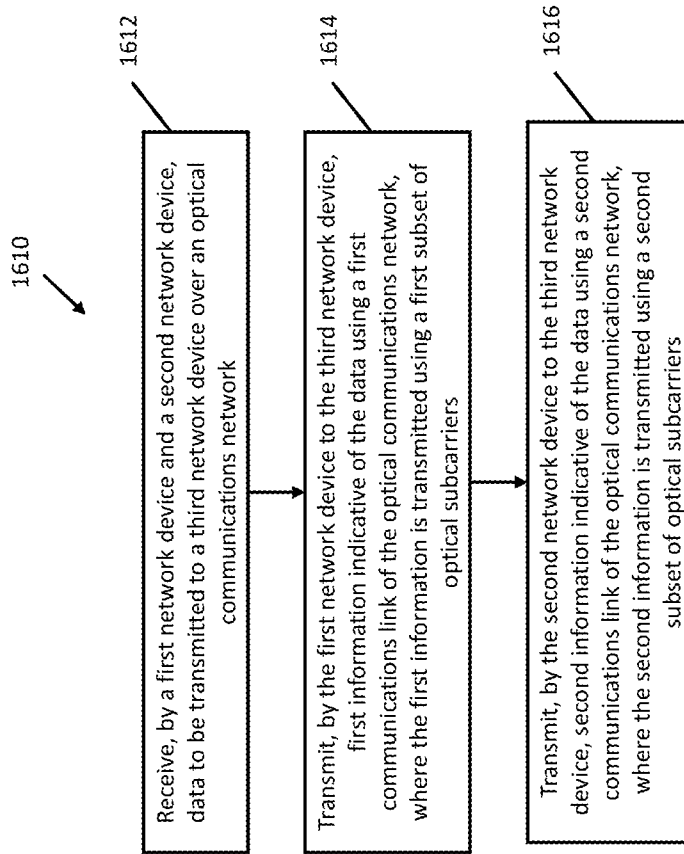 1610
1612
Receive, by a first network device and a second network device,
data to be transmitted to a third network device over an optical
communications network
1614
Transmit, by the first network device to the third network device,
first information indicative of the data using a first
communications link of the optical communications network,
where the first information is transmitted using a first subset of
optical subcarriers
1616
Transmit, by the second network device to the third network
device, second information indicative of the data using a second
communications link of the optical communications network,
where the second information is transmitted using a second
subset of optical subcarriers